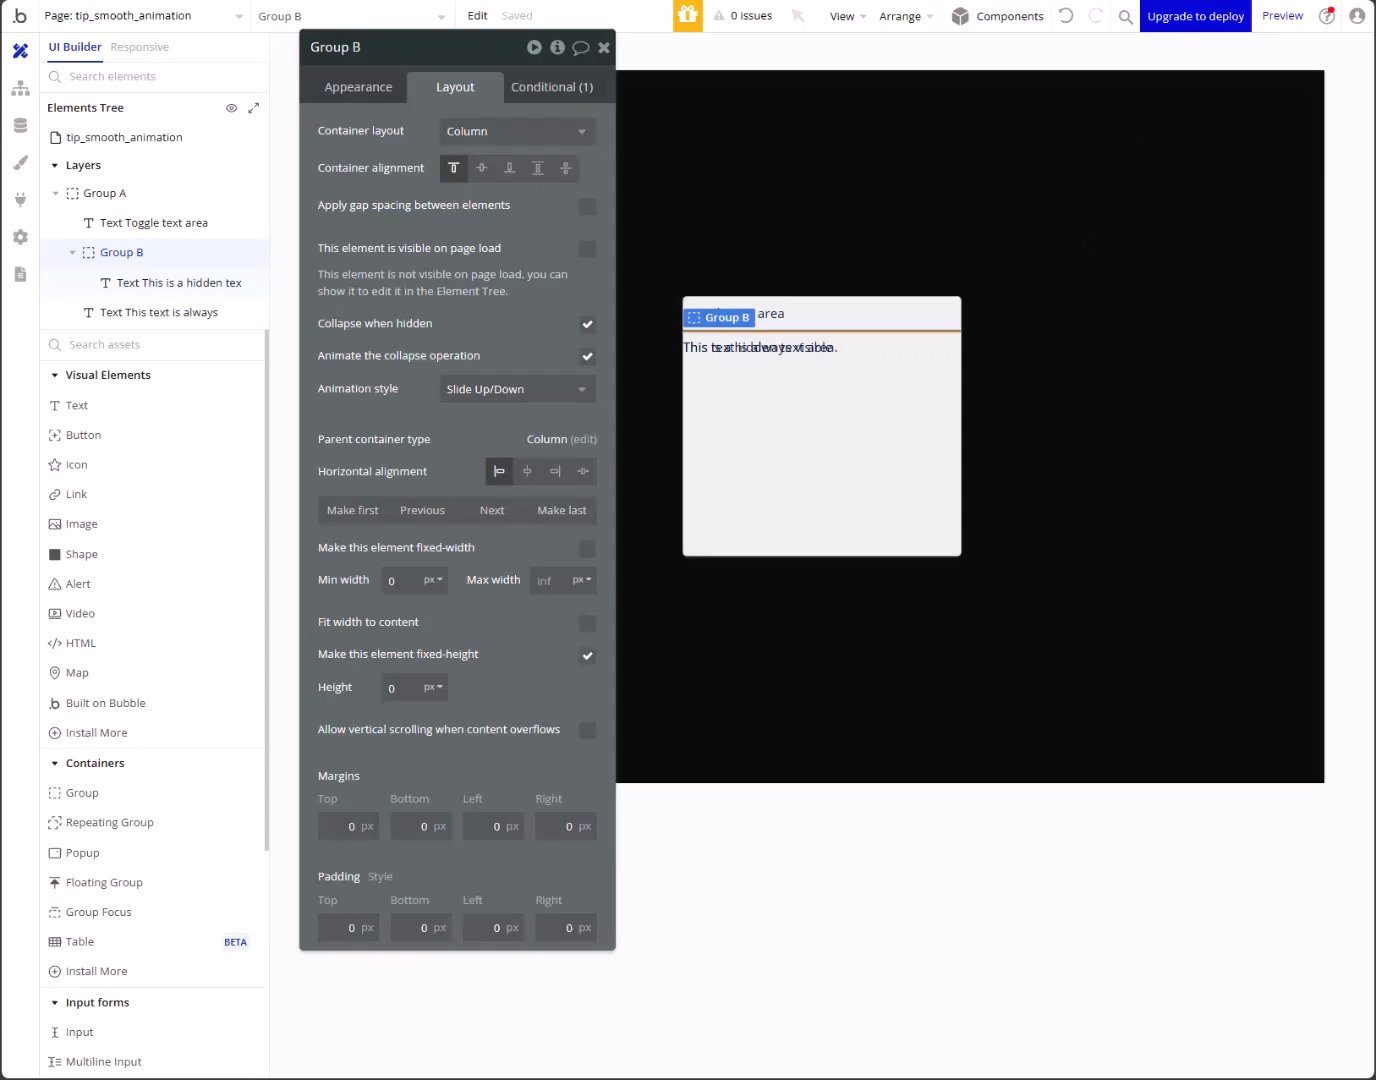 Page: tip_smooth_animation
Group B
Edit
Saved
0 issues
View
Arrange
Components
Upgrade to deploy
Preview
UI Builder
Responsive
Search elements
Elements Tree
tip_smooth_animation
Layers
Group A
Text Toggle text area
Group B
Text This is a hidden tex
Text This text is always
Search assets
Visual Elements
Text
Button
Icon
Link
Image
Shape
Alert
Video
</> HTML
Map
Built on Bubble
Install More
Containers
Group
Repeating Group
Popup
Floating Group
Group Focus
Table BETA
Install More
Input forms
Input
Multiline Input
Group B
Appearance
Layout
Conditional (1)
Container layout Column
Container alignment
Apply gap spacing between elements
This element is visible on page load
This element is not visible on page load, you can
show it to edit it in the Element Tree.
Collapse when hidden
Animate the collapse operation
Animation style Slide Up/Down
Parent container type Column (edit)
Horizontal alignment
Make first Previous Next Make last
Make this element fixed-width
Min width 0 px Max width inf px
Fit width to content
Make this element fixed-height
Height 0 px
Allow vertical scrolling when content overflows
Margins
Top Bottom Left Right
0 px 0 px 0 px 0 px
Padding Style
Top Bottom Left Right
0 px 0 px 0 px 0 px
Group B area
This